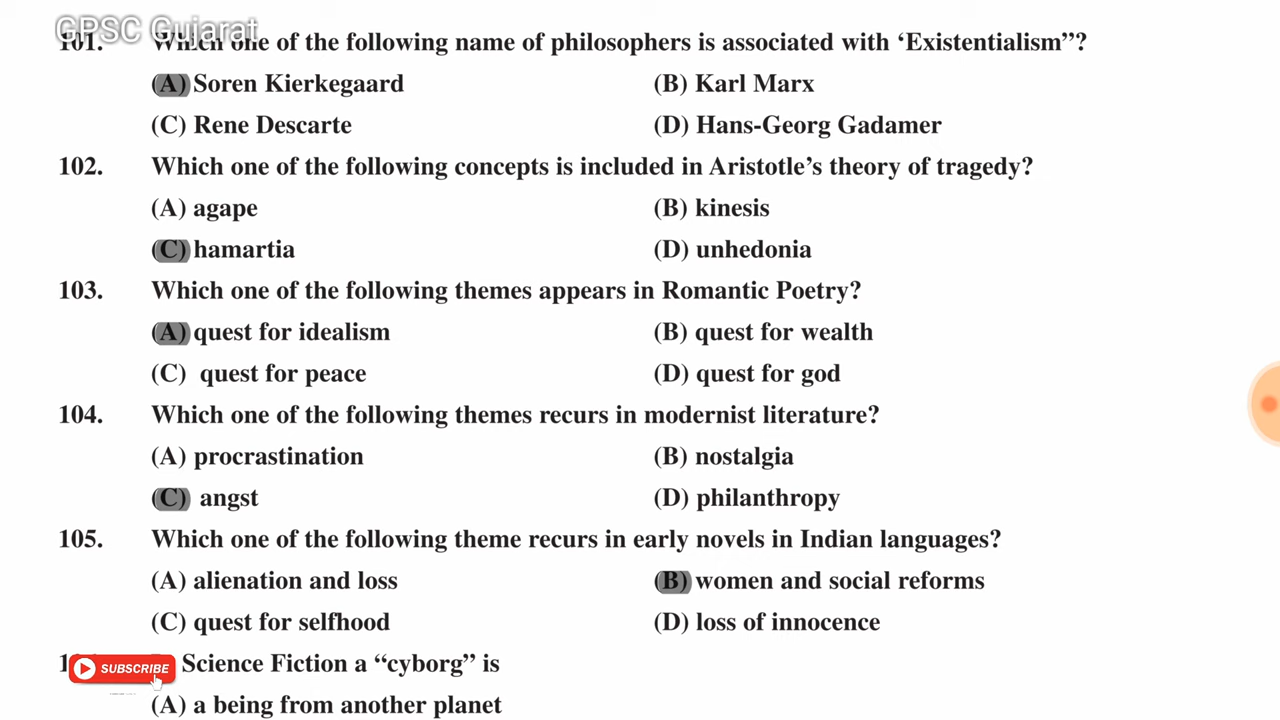 GPSC Gujarat
101. Which one of the following name of philosophers is associated with ‘Existentialism”?
(A) Soren Kierkegaard (B) Karl Marx
(C) Rene Descarte (D) Hans-Georg Gadamer
102. Which one of the following concepts is included in Aristotle’s theory of tragedy?
(A) agape (B) kinesis
(C) hamartia (D) unhedonia
103. Which one of the following themes appears in Romantic Poetry?
(A) quest for idealism (B) quest for wealth
(C) quest for peace (D) quest for god
104. Which one of the following themes recurs in modernist literature?
(A) procrastination (B) nostalgia
(C) angst (D) philanthropy
105. Which one of the following theme recurs in early novels in Indian languages?
(A) alienation and loss (B) women and social reforms
(C) quest for selfhood (D) loss of innocence
Science Fiction a “cyborg” is
SUBSCRIBE
(A) a being from another planet